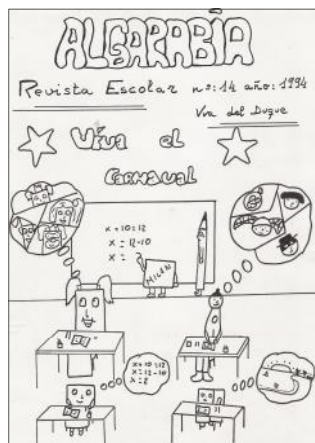 ALGARABÍA
Revista Escolar nº:14 año:1994
Vva del Duque
Viva el
Carnaval
x+10=12
x=12-10
x=
x+10=12
x=12-10
x=2